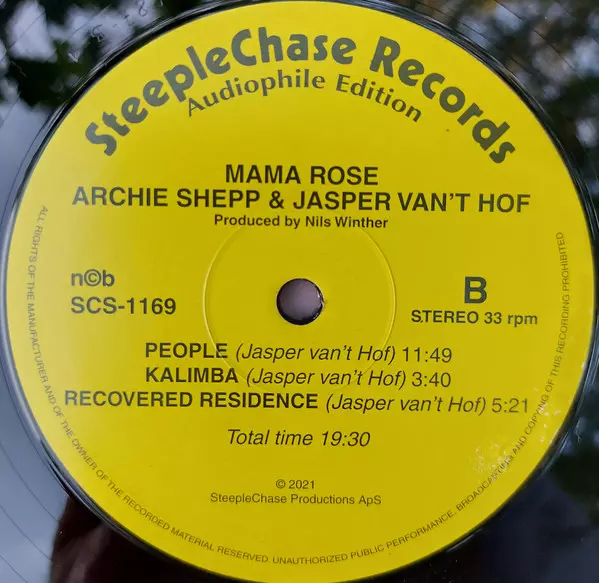 SteepleChase Records
Audiophile Edition
MAMA ROSE
ARCHIE SHEPP & JASPER VAN'T HOF
Produced by Nils Winther
n©b
SCS-1169
B
STEREO 33 rpm
PEOPLE (Jasper van't Hof) 11:49
KALIMBA (Jasper van't Hof) 3:40
RECOVERED RESIDENCE (Jasper van't Hof) 5:21
Total time 19:30
© 2021
SteepleChase Productions ApS
ALL RIGHTS OF THE MANUFACTURER AND OF THE OWNER OF THE RECORDED MATERIAL RESERVED. UNAUTHORIZED PUBLIC PERFORMANCE, BROADCASTING AND COPYING OF THIS RECORDING PROHIBITED